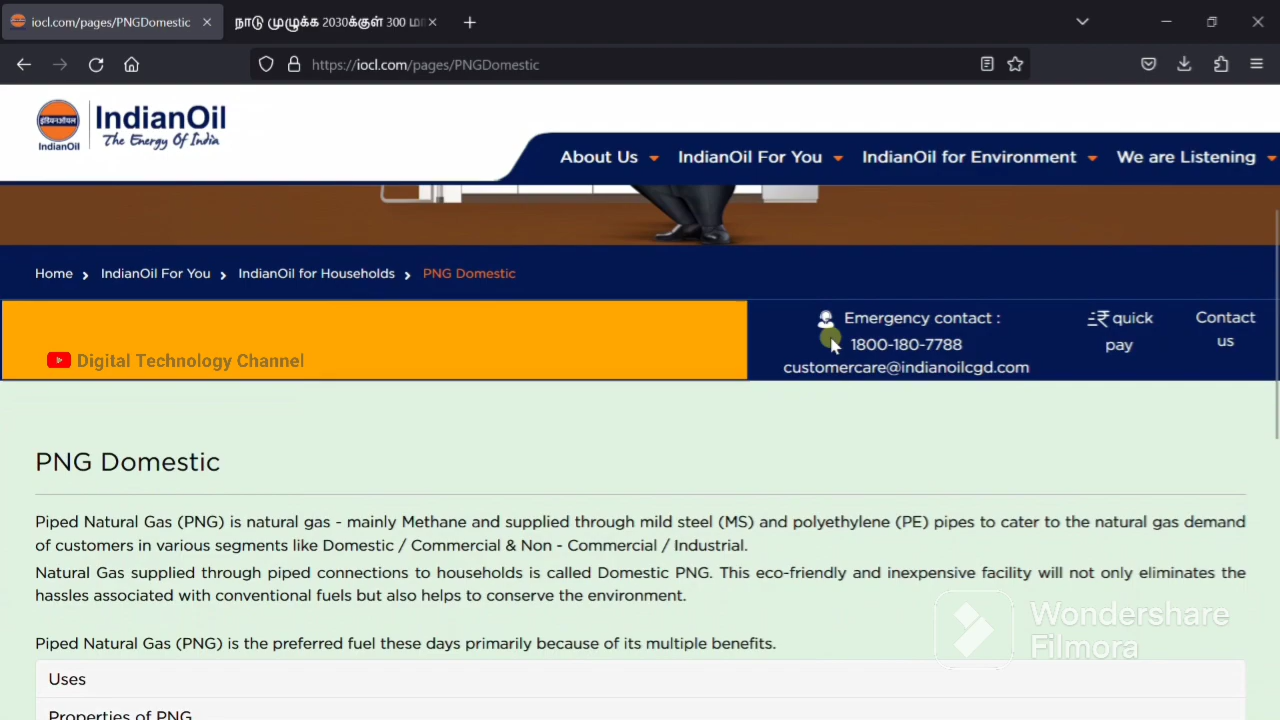 iocl.com/pages/PNGDomestic
நாடு முழுக்க 2030க்குள் 300 மா
https://iocl.com/pages/PNGDomestic
इंडियनऑयल
IndianOil
IndianOil
The Energy Of India
About Us
IndianOil For You
IndianOil for Environment
We are Listening
Home
IndianOil For You
IndianOil for Households
PNG Domestic
Emergency contact :
1800-180-7788
customercare@indianoilcgd.com
quick
pay
Contact
us
Digital Technology Channel
PNG Domestic
Piped Natural Gas (PNG) is natural gas - mainly Methane and supplied through mild steel (MS) and polyethylene (PE) pipes to cater to the natural gas demand
of customers in various segments like Domestic / Commercial & Non - Commercial / Industrial.
Natural Gas supplied through piped connections to households is called Domestic PNG. This eco-friendly and inexpensive facility will not only eliminates the
hassles associated with conventional fuels but also helps to conserve the environment.
Piped Natural Gas (PNG) is the preferred fuel these days primarily because of its multiple benefits.
Wondershare
Filmora
Uses
Properties of PNG